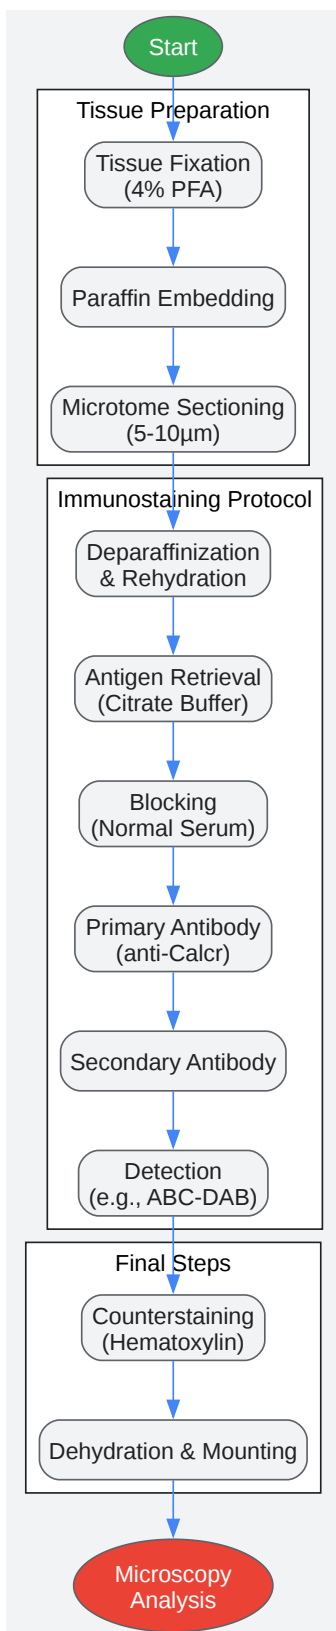 Start
Tissue Preparation
Tissue Fixation
(4% PFA)
Paraffin Embedding
Microtome Sectioning
(5-10µm)
Immunostaining Protocol
Deparaffinization
& Rehydration
Antigen Retrieval
(Citrate Buffer)
Blocking
(Normal Serum)
Primary Antibody
(anti-Calcr)
Secondary Antibody
Detection
(e.g., ABC-DAB)
Final Steps
Counterstaining
(Hematoxylin)
Dehydration & Mounting
Microscopy
Analysis